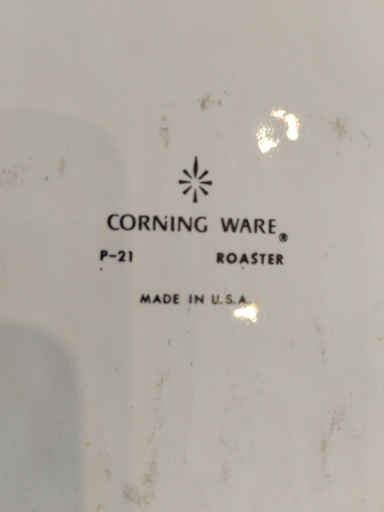 CORNING WARE®
P-21 ROASTER
MADE IN U.S.A.